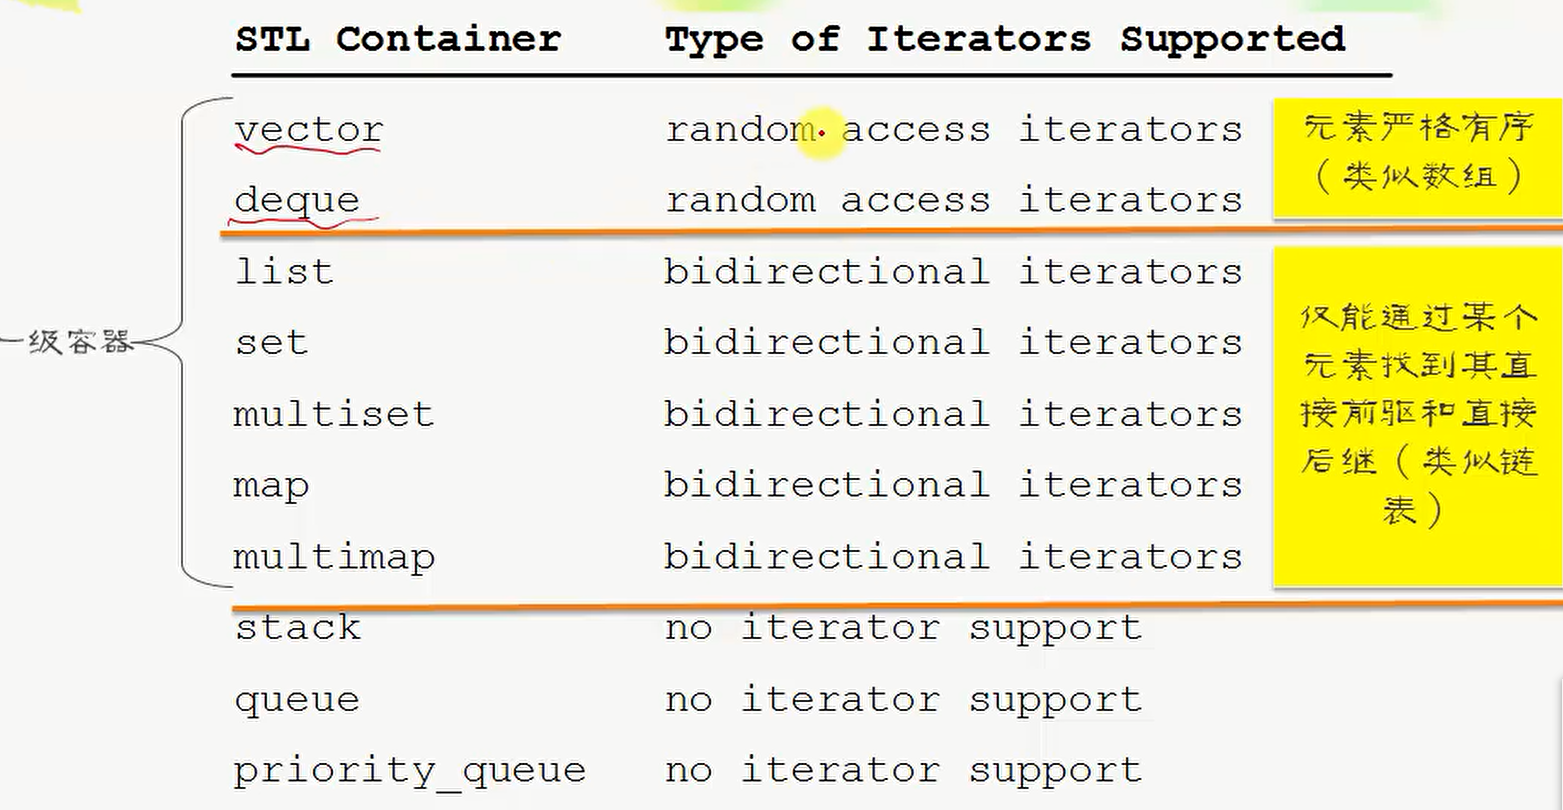 STL Container Type of Iterators Supported
vector random access iterators
deque random access iterators
元素严格有序
（类似数组）
list bidirectional iterators
set bidirectional iterators
multiset bidirectional iterators
map bidirectional iterators
multimap bidirectional iterators
一级容器
仅能通过某个
元素找到其直
接前驱和直接
后继（类似链
表）
stack no iterator support
queue no iterator support
priority_queue no iterator support